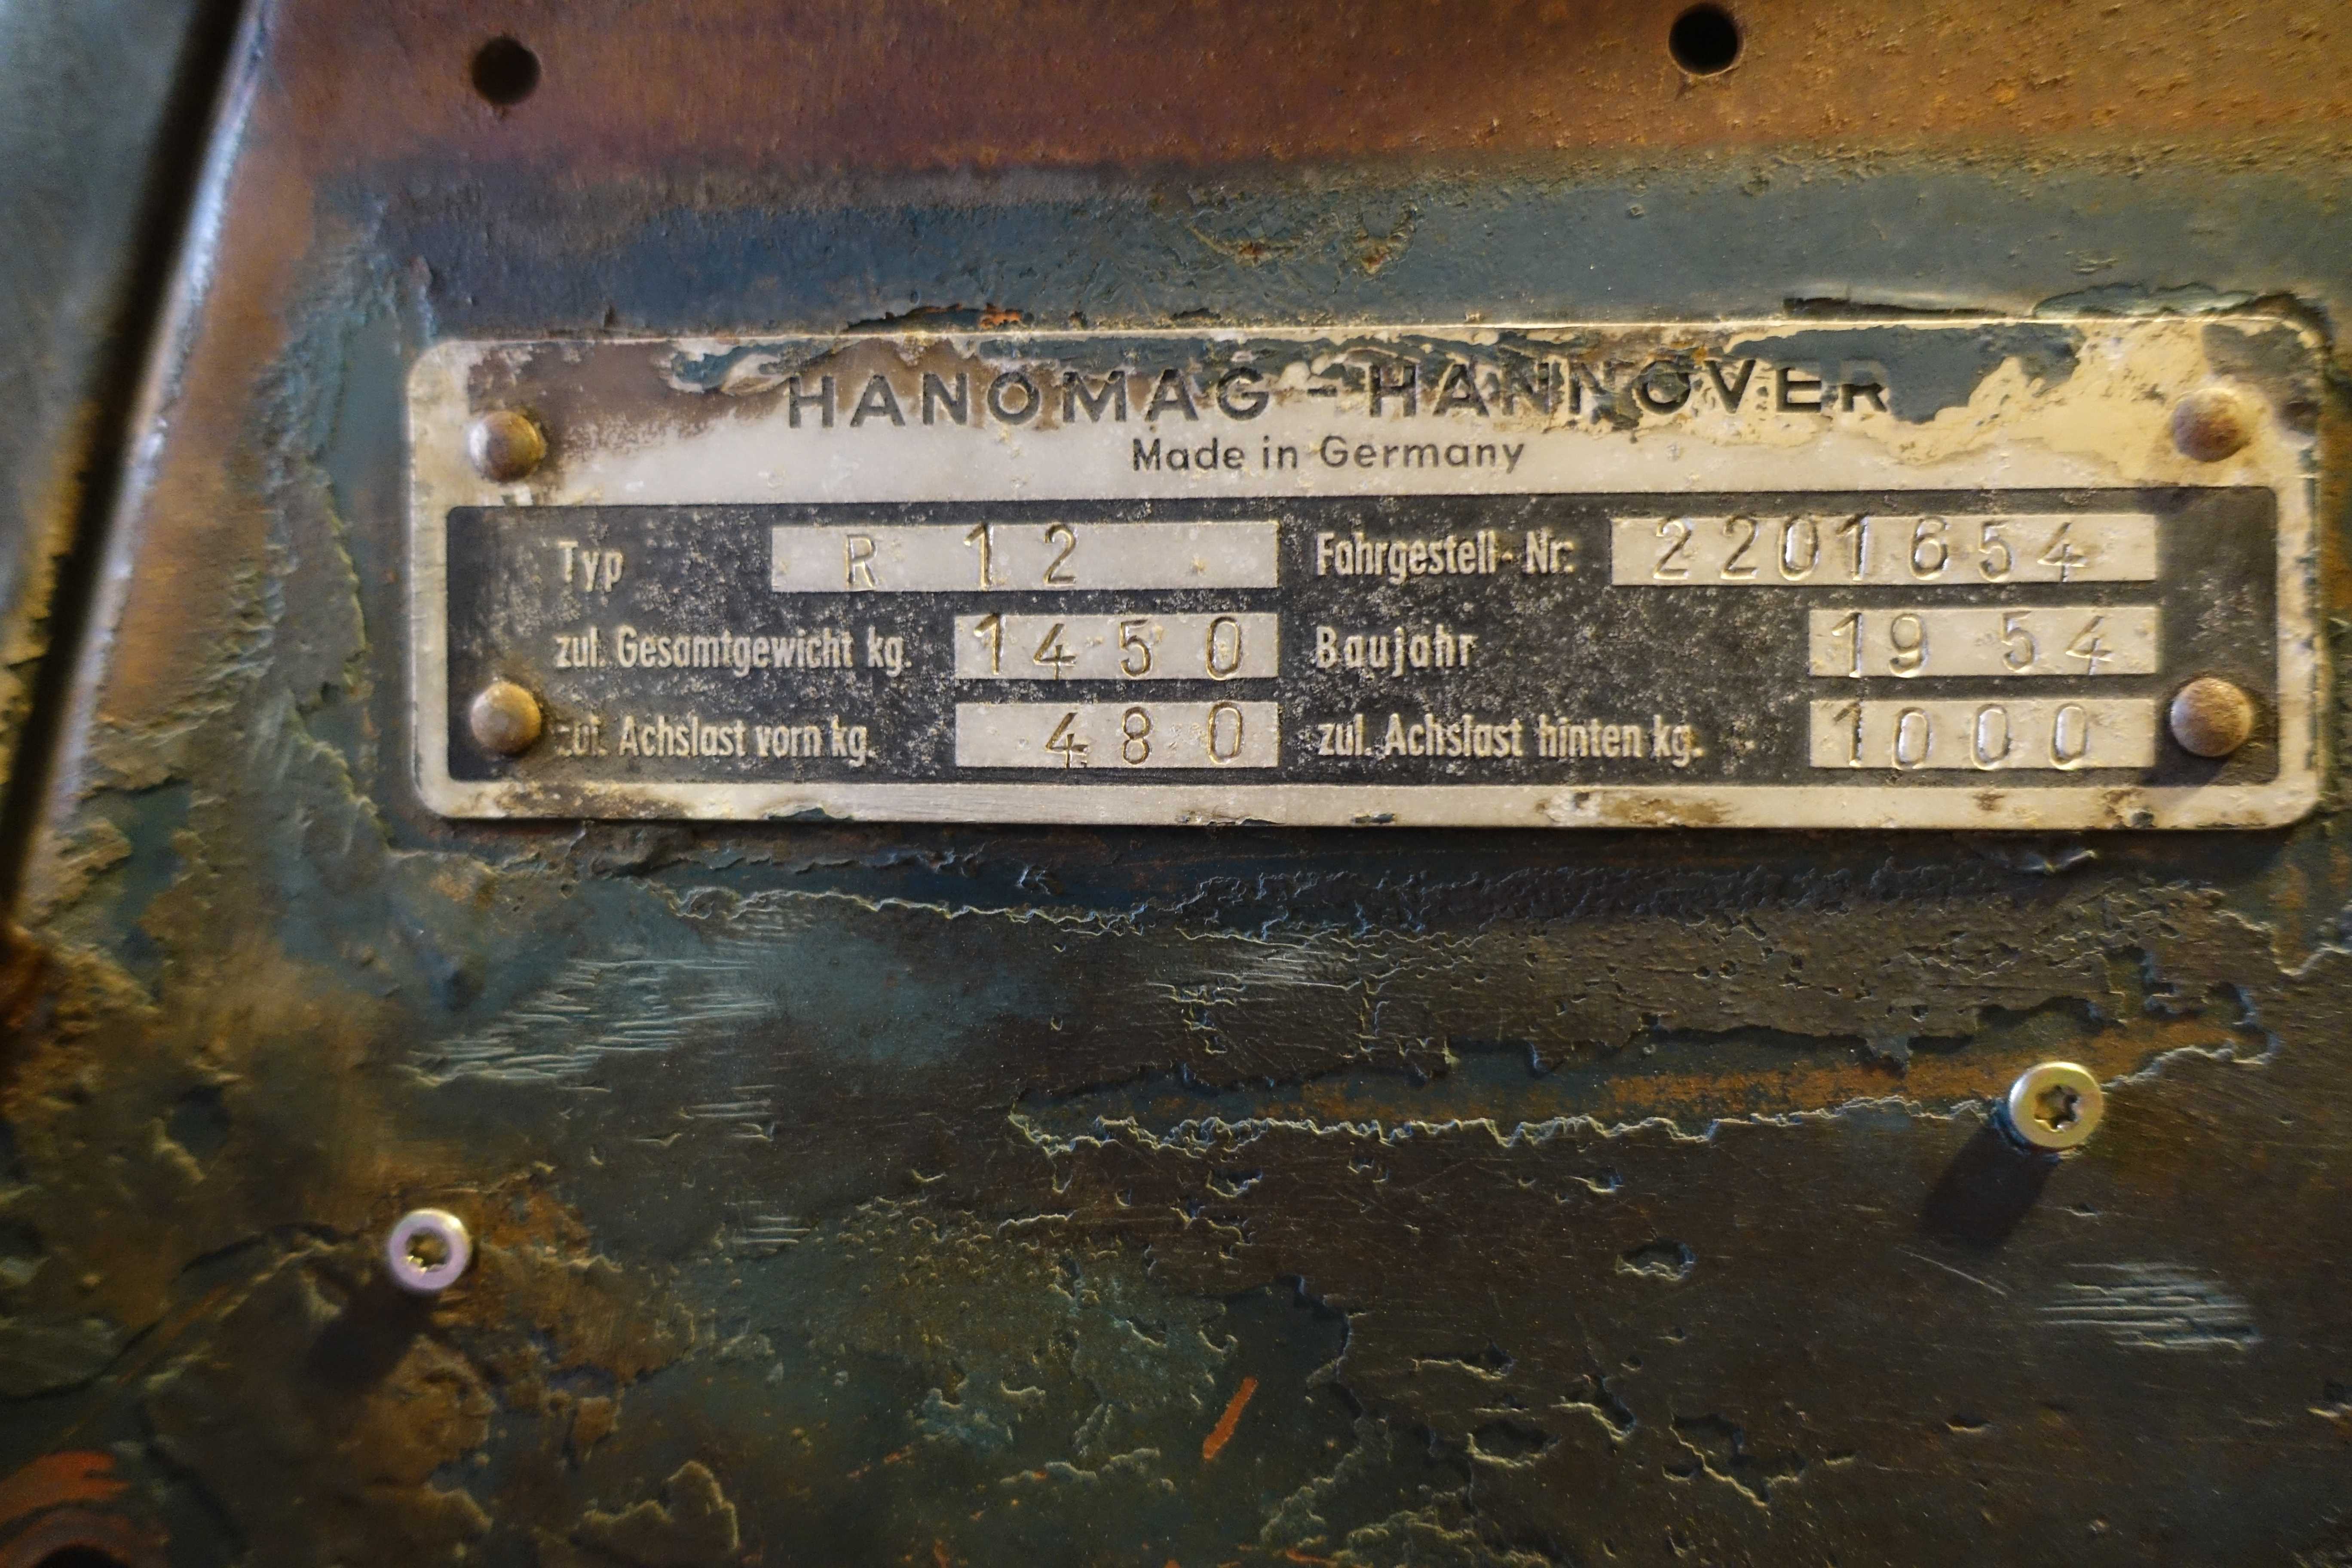 HANOMAG - HANNOVER
Made in Germany
Typ R 12 Fahrgestell-Nr: 2201654
zul. Gesamtgewicht kg. 1450 Baujahr 1954
zul. Achslast vorn kg. 480 zul. Achslast hinten kg. 1000